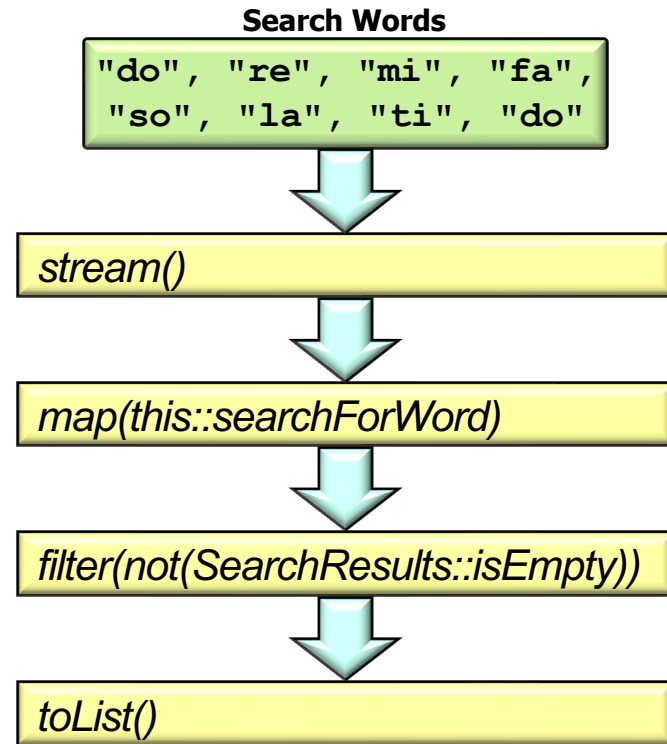 Search Words
"do", "re", "mi", "fa",
"so", "la", "ti", "do"
stream()
map(this::searchForWord)
filter(not(SearchResults::isEmpty))
toList()